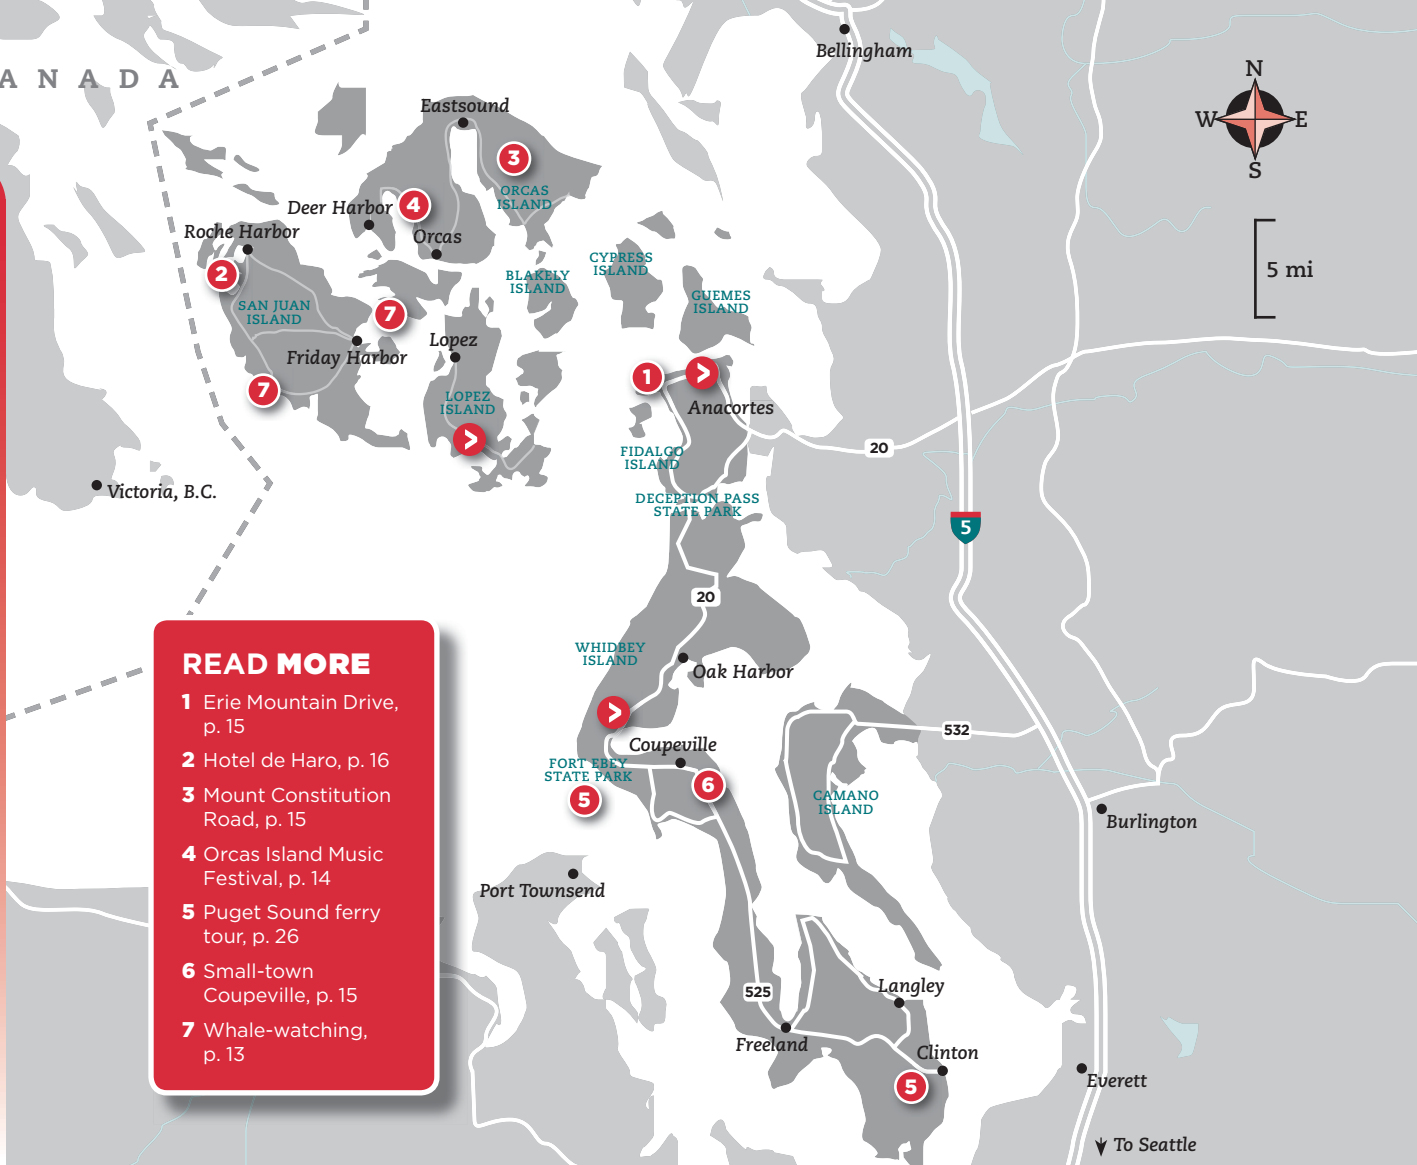 ANADA
Bellingham
N
W
E
S
5 mi
Eastsound
3
ORCAS
ISLAND
Deer Harbor
4
Orcas
Roche Harbor
2
SAN JUAN
ISLAND
7
Friday Harbor
7
BLAKELY
ISLAND
CYPRESS
ISLAND
GUEMES
ISLAND
Lopez
LOPEZ
ISLAND
1
Anacortes
20
FIDALGO
ISLAND
DECEPTION PASS
STATE PARK
Victoria, B.C.
5
20
WHIDBEY
ISLAND
Oak Harbor
Coupeville
FORT EBEY
STATE PARK
5
6
532
CAMANO
ISLAND
Burlington
Port Townsend
525
Langley
Freeland
Clinton
5
Everett
To Seattle
READ MORE
1 Erie Mountain Drive,
p. 15
2 Hotel de Haro, p. 16
3 Mount Constitution
Road, p. 15
4 Orcas Island Music
Festival, p. 14
5 Puget Sound ferry
tour, p. 26
6 Small-town
Coupeville, p. 15
7 Whale-watching,
p. 13